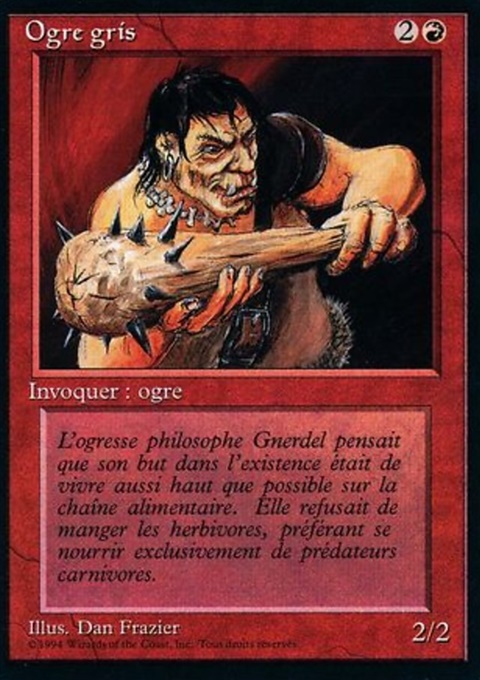 Ogre gris
2
Invoquer : ogre
L'ogresse philosophe Gnerdel pensait
que son but dans l'existence était de
vivre aussi haut que possible sur la
chaîne alimentaire. Elle refusait de
manger les herbivores, préférant se
nourrir exclusivement de prédateurs
carnivores.
Illus. Dan Frazier
2/2
©1994 Wizards of the Coast, Inc. Tous droits réservés